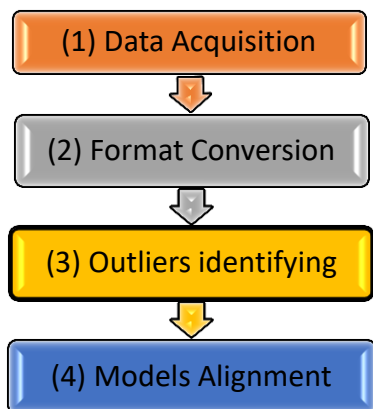 (1) Data Acquisition
(2) Format Conversion
(3) Outliers identifying
(4) Models Alignment